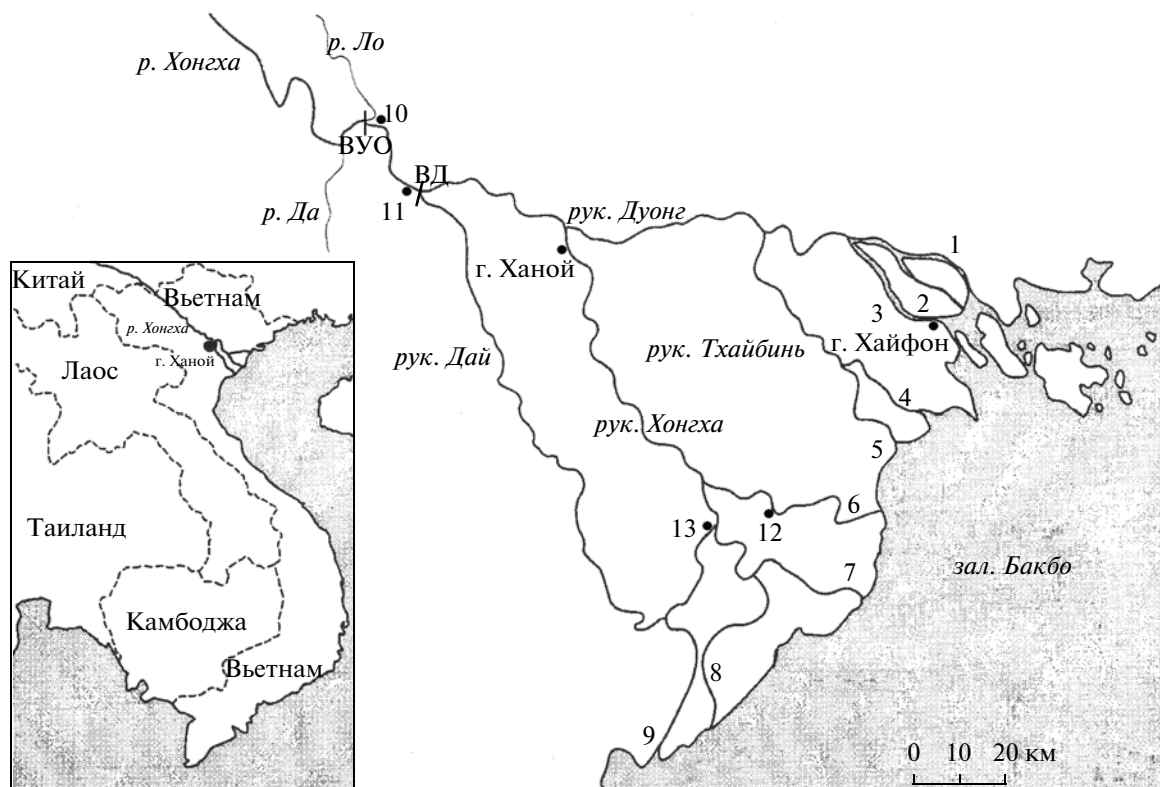 р. Ло
р. Хонгха
10
ВУО
ВД
р. Да
11
рук. Дуонг
г. Ханой
1
2
3
г. Хайфон
рук. Тхайбинь
рук. Дай
4
рук. Хонгха
5
6
13
12
7
зал. Бакбо
8
9
0 10 20 км
Китай
Вьетнам
р. Хонгха
г. Ханой
Лаос
Таиланд
Камбоджа
Вьетнам